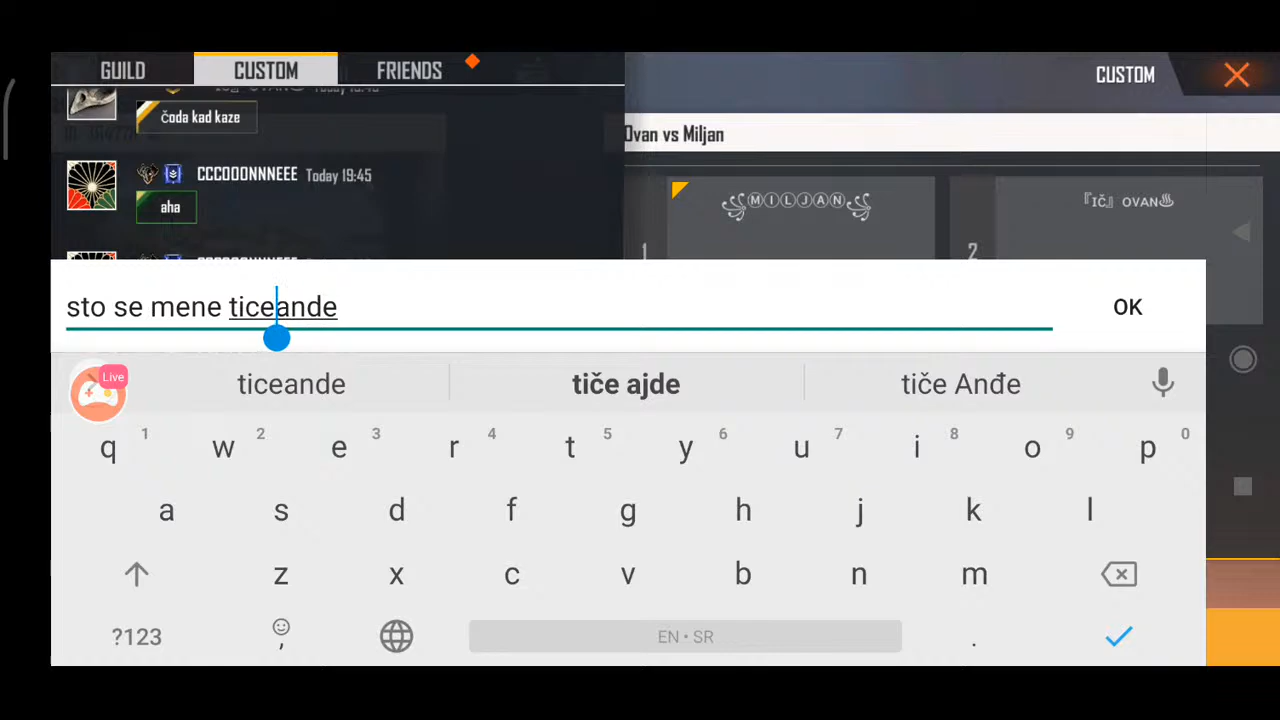 GUILD CUSTOM FRIENDS
CUSTOM
čoda kad kaze
Ovan vs Miljan
CCCOOONNNEEE Today 19:45
aha
ⓂⒾⓁⒿⒶⓃ
『IČ』 OVAN♨
1
2
sto se mene ticeande
OK
Live
ticeande tiče ajde tiče Anđe
q 1 w 2 e 3 r 4 t 5 y 6 u 7 i 8 o 9 p 0
a s d f g h j k l
z x c v b n m
?123 , EN • SR .